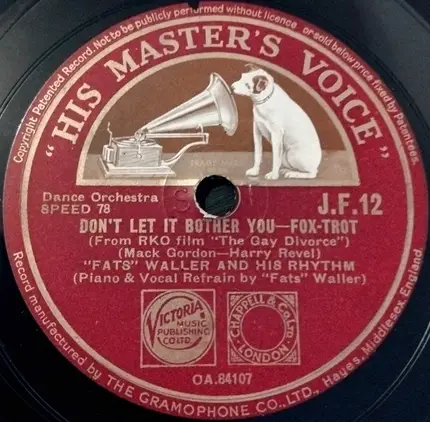 Copyright Patented Record. Not to be publicly performed without licence or sold below price fixed by Patentees.
"HIS MASTER'S VOICE"
TRADE MARK
Dance Orchestra
SPEED 78
J.F.12
DON'T LET IT BOTHER YOU—FOX-TROT
(From RKO film "The Gay Divorce")
(Mack Gordon—Harry Revel)
"FATS" WALLER AND HIS RHYTHM
(Piano & Vocal Refrain by "Fats" Waller)
VICTORIA
MUSIC
PUBLISHING
CO LTD.
CHAPPELL & Co LTD
LONDON
OA.84107
Record manufactured by THE GRAMOPHONE CO., LTD., Hayes, Middlesex, England.